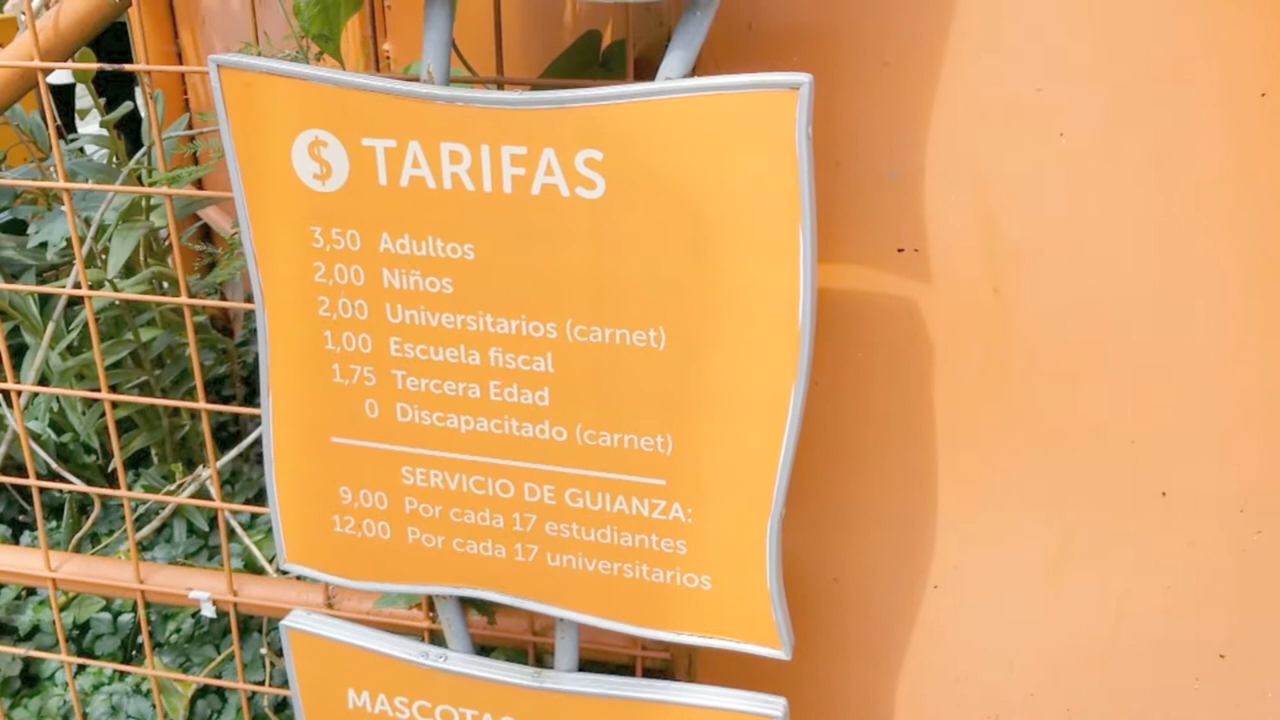 $ TARIFAS
3,50 Adultos
2,00 Niños
2,00 Universitarios (carnet)
1,00 Escuela fiscal
1,75 Tercera Edad
0 Discapacitado (carnet)
SERVICIO DE GUIANZA:
9,00 Por cada 17 estudiantes
12,00 Por cada 17 universitarios
MASCOTAS